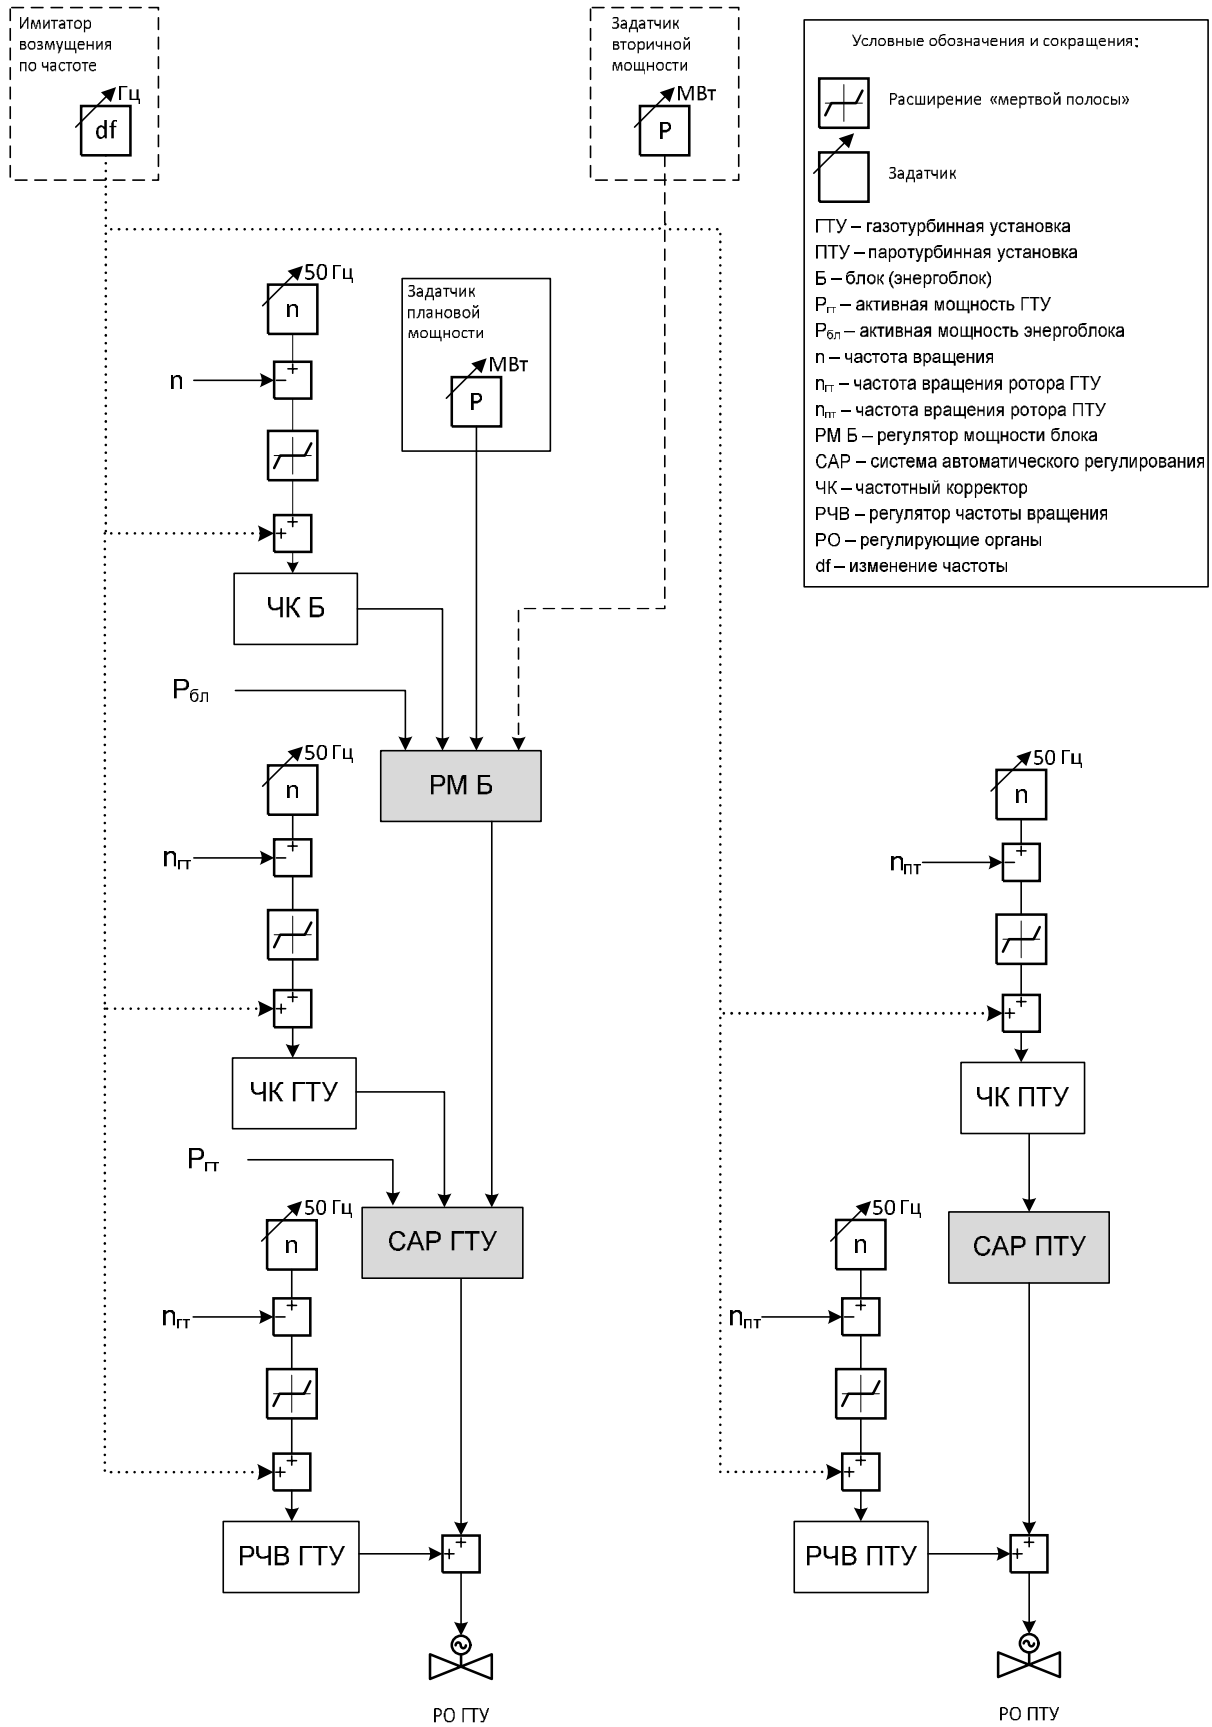 Имитатор
возмущения
по частоте
Гц
df
Задатчик
вторичной
мощности
МВт
P
Условные обозначения и сокращения:
Расширение «мертвой полосы»
Задатчик
ГТУ – газотурбинная установка
ПТУ – паротурбинная установка
Б – блок (энергоблок)
Pгт – активная мощность ГТУ
Pбл – активная мощность энергоблока
n – частота вращения
nгт – частота вращения ротора ГТУ
nпт – частота вращения ротора ПТУ
РМ Б – регулятор мощности блока
САР – система автоматического регулирования
ЧК – частотный корректор
РЧВ – регулятор частоты вращения
РО – регулирующие органы
df – изменение частоты
50 Гц
n
+
n
−
+
+
ЧК Б
Задатчик
плановой
мощности
МВт
P
Pбл
РМ Б
50 Гц
n
+
nгт
−
+
+
ЧК ГТУ
Pгт
САР ГТУ
50 Гц
n
+
nгт
−
+
+
РЧВ ГТУ
+
+
РО ГТУ
50 Гц
n
+
nпт
−
+
+
ЧК ПТУ
САР ПТУ
50 Гц
n
+
nпт
−
+
+
РЧВ ПТУ
+
+
РО ПТУ